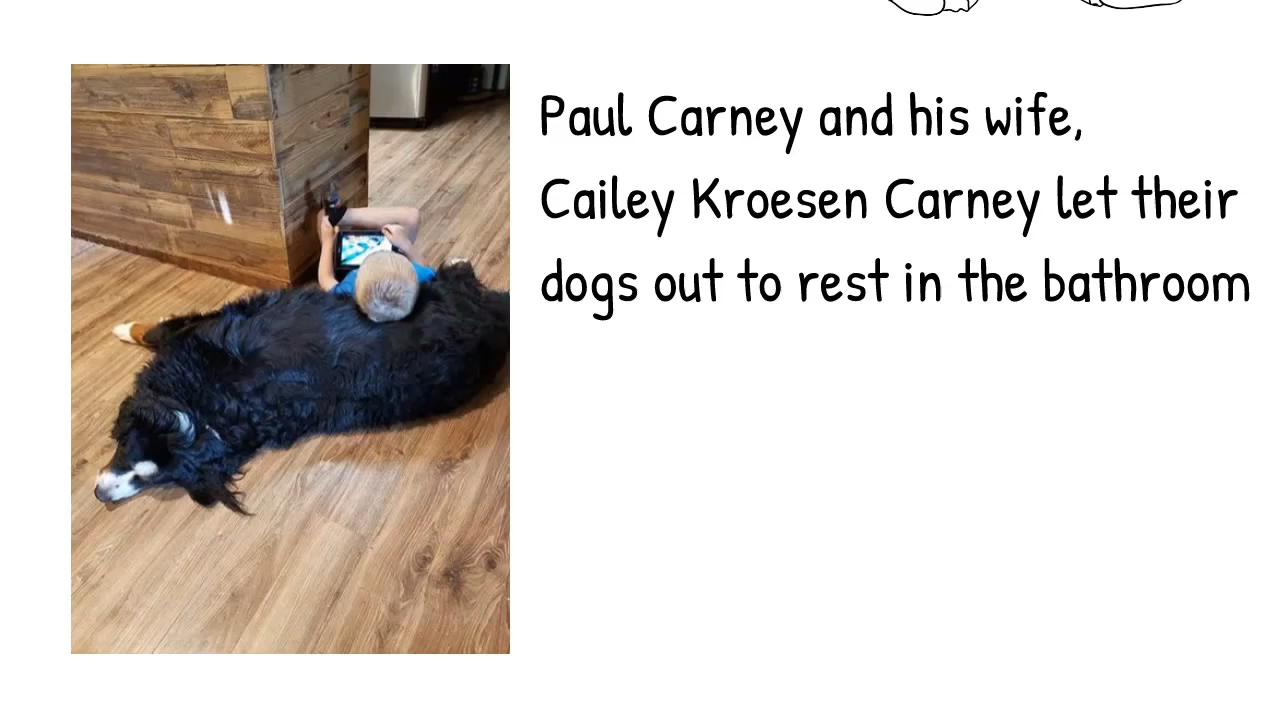 Paul Carney and his wife,
Cailey Kroesen Carney let their
dogs out to rest in the bathroom